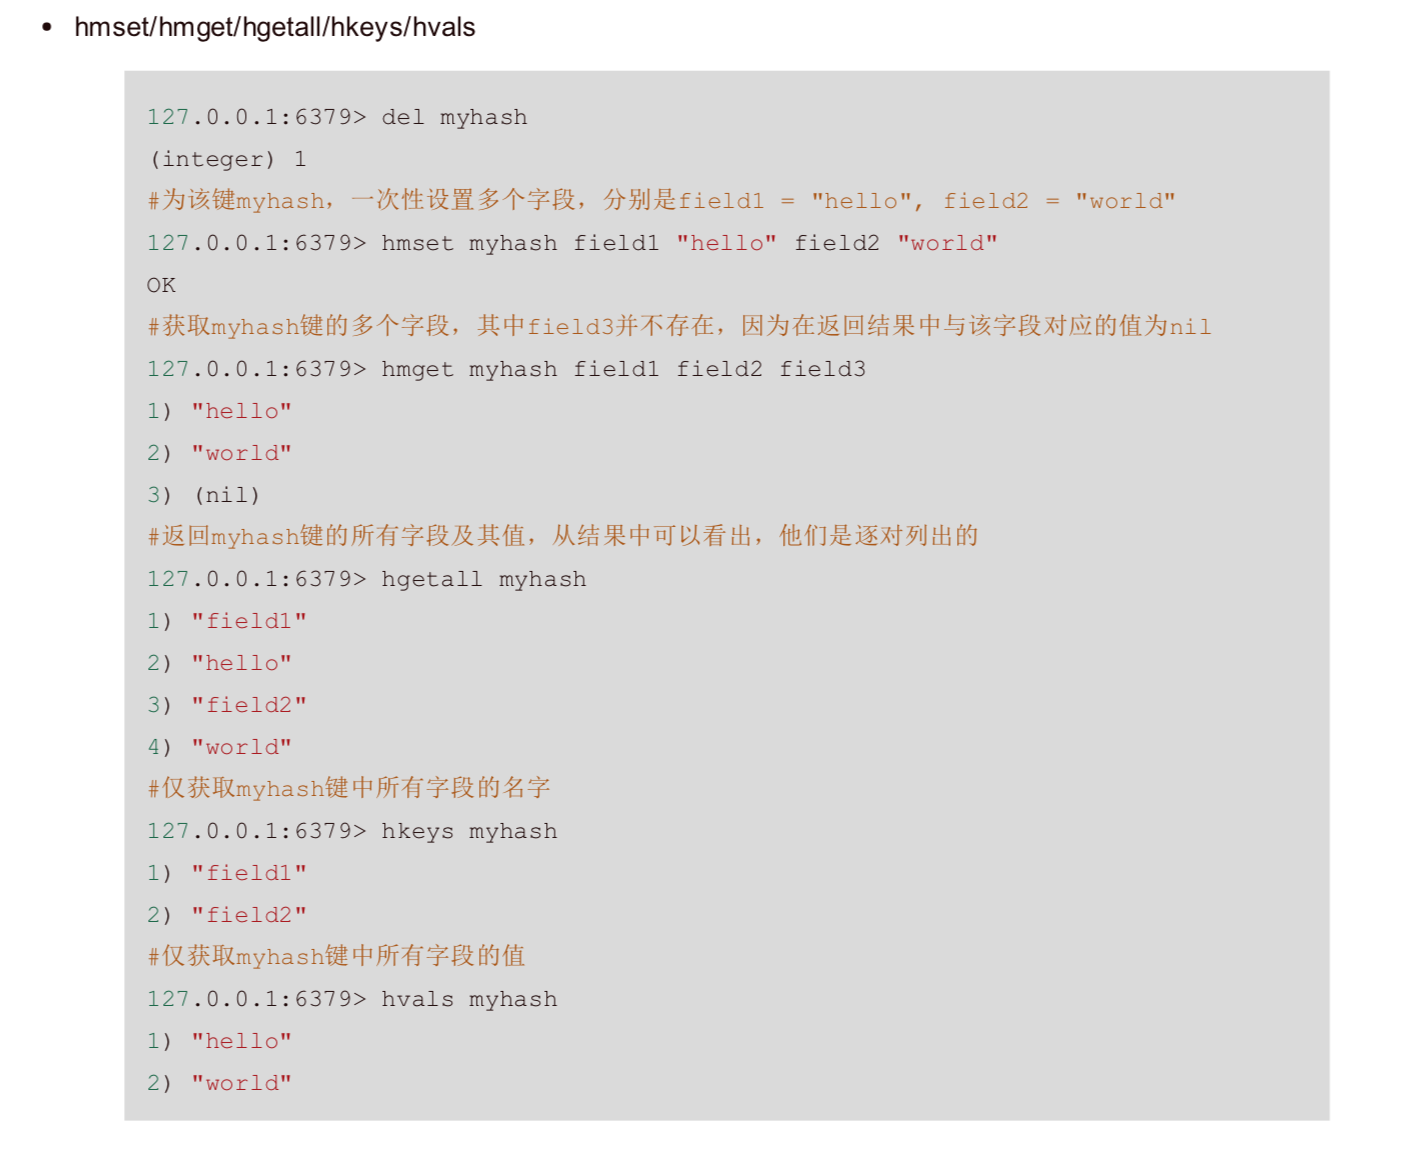 • hmset/hmget/hgetall/hkeys/hvals
127.0.0.1:6379> del myhash
(integer) 1
#为该键myhash，一次性设置多个字段，分别是field1 = "hello", field2 = "world"
127.0.0.1:6379> hmset myhash field1 "hello" field2 "world"
OK
#获取myhash键的多个字段，其中field3并不存在，因为在返回结果中与该字段对应的值为nil
127.0.0.1:6379> hmget myhash field1 field2 field3
1) "hello"
2) "world"
3) (nil)
#返回myhash键的所有字段及其值，从结果中可以看出，他们是逐对列出的
127.0.0.1:6379> hgetall myhash
1) "field1"
2) "hello"
3) "field2"
4) "world"
#仅获取myhash键中所有字段的名字
127.0.0.1:6379> hkeys myhash
1) "field1"
2) "field2"
#仅获取myhash键中所有字段的值
127.0.0.1:6379> hvals myhash
1) "hello"
2) "world"